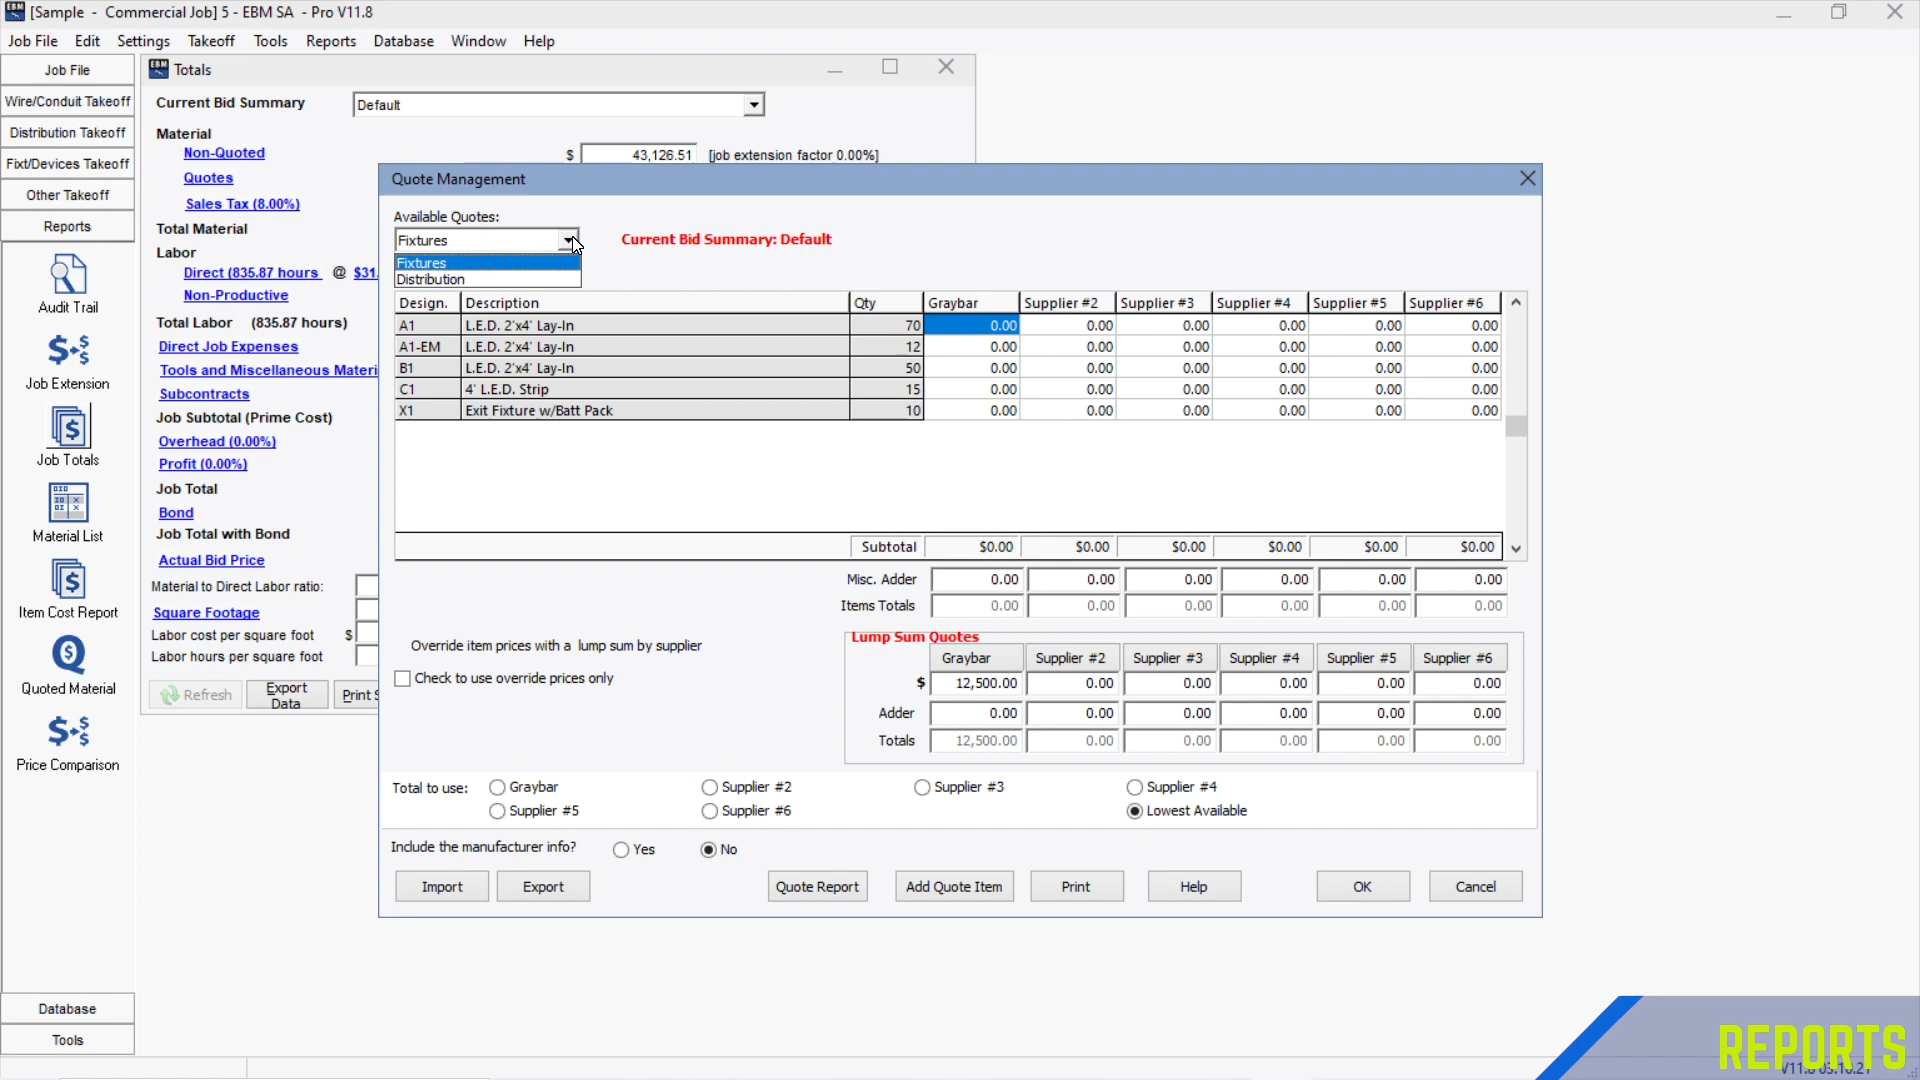 [Sample - Commercial Job] 5 - EBM SA - Pro V11.8
Job File Edit Settings Takeoff Tools Reports Database Window Help
Job File
Wire/Conduit Takeoff
Distribution Takeoff
Fixt/Devices Takeoff
Other Takeoff
Reports
Audit Trail
Job Extension
Job Totals
Material List
Item Cost Report
Quoted Material
Price Comparison
Database
Tools
Totals
Current Bid Summary Default
Material
Non-Quoted $ 43,126.51 [job extension factor 0.00%]
Quotes
Sales Tax (8.00%)
Total Material
Labor
Direct (835.87 hours @ $31.
Non-Productive
Total Labor (835.87 hours)
Direct Job Expenses
Tools and Miscellaneous Materi
Subcontracts
Job Subtotal (Prime Cost)
Overhead (0.00%)
Profit (0.00%)
Job Total
Bond
Job Total with Bond
Actual Bid Price
Material to Direct Labor ratio:
Square Footage
Labor cost per square foot $
Labor hours per square foot
Refresh Export Data Print S
Quote Management
Available Quotes:
Fixtures
Current Bid Summary: Default
Fixtures
Distribution
Design. Description Qty Graybar Supplier #2 Supplier #3 Supplier #4 Supplier #5 Supplier #6
A1 L.E.D. 2'x4' Lay-In 70 0.00 0.00 0.00 0.00 0.00 0.00
A1-EM L.E.D. 2'x4' Lay-In 12 0.00 0.00 0.00 0.00 0.00 0.00
B1 L.E.D. 2'x4' Lay-In 50 0.00 0.00 0.00 0.00 0.00 0.00
C1 4' L.E.D. Strip 15 0.00 0.00 0.00 0.00 0.00 0.00
X1 Exit Fixture w/Batt Pack 10 0.00 0.00 0.00 0.00 0.00 0.00
Subtotal $0.00 $0.00 $0.00 $0.00 $0.00 $0.00
Misc. Adder 0.00 0.00 0.00 0.00 0.00 0.00
Items Totals 0.00 0.00 0.00 0.00 0.00 0.00
Override item prices with a lump sum by supplier
Check to use override prices only
Lump Sum Quotes
Graybar Supplier #2 Supplier #3 Supplier #4 Supplier #5 Supplier #6
$ 12,500.00 0.00 0.00 0.00 0.00 0.00
Adder 0.00 0.00 0.00 0.00 0.00 0.00
Totals 12,500.00 0.00 0.00 0.00 0.00 0.00
Total to use: Graybar Supplier #2 Supplier #3 Supplier #4
Supplier #5 Supplier #6 Lowest Available
Include the manufacturer info? Yes No
Import Export Quote Report Add Quote Item Print Help OK Cancel
REPORTS